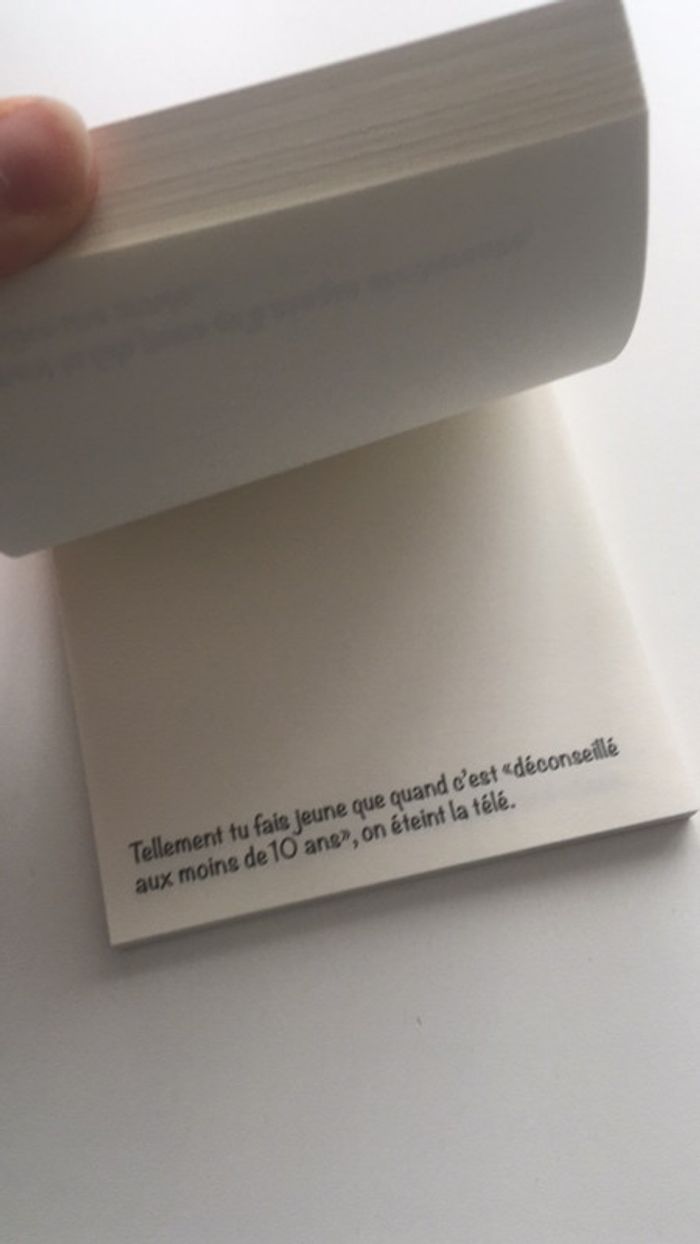 Tellement tu fais jeune que quand c'est «déconseillé
aux moins de 10 ans», on éteint la télé.